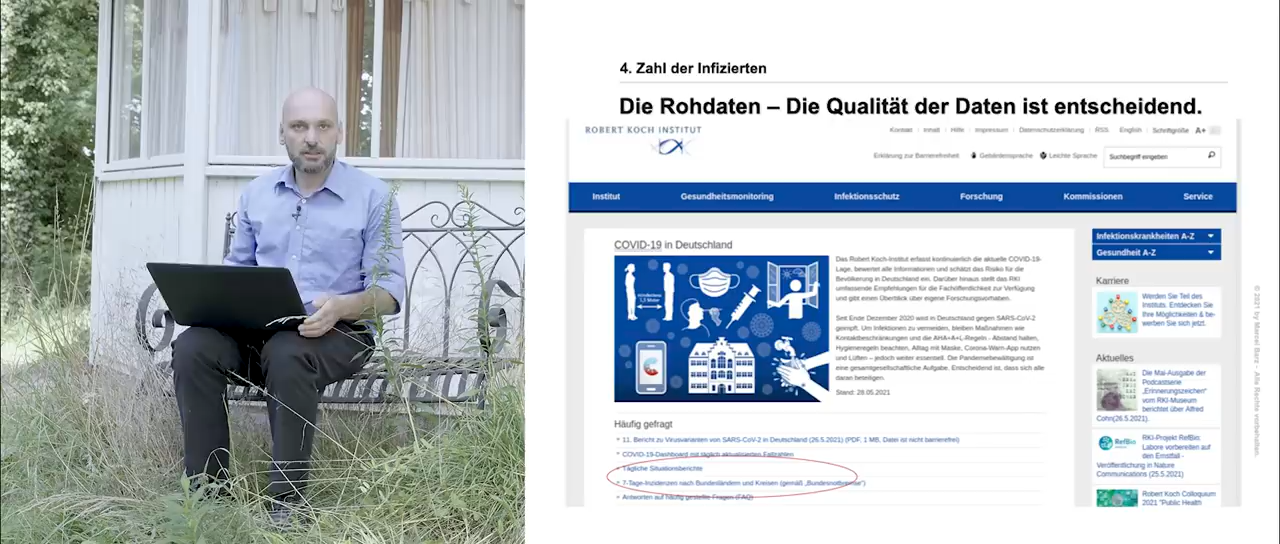 4. Zahl der Infizierten
Die Rohdaten – Die Qualität der Daten ist entscheidend.
ROBERT KOCH INSTITUT
Kontakt | Inhalt | Hilfe | Impressum | Datenschutzerklärung | RSS English | Schriftgröße A+
Erklärung zur Barrierefreiheit Gebärdensprache Leichte Sprache Suchbegriff eingeben
Institut Gesundheitsmonitoring Infektionsschutz Forschung Kommissionen Service
COVID-19 in Deutschland
Das Robert Koch-Institut erfasst kontinuierlich die aktuelle COVID-19-
Lage, bewertet alle Informationen und schätzt das Risiko für die
Bevölkerung in Deutschland ein. Darüber hinaus stellt das RKI
umfassende Empfehlungen für die Fachöffentlichkeit zur Verfügung
und gibt einen Überblick über eigene Forschungsvorhaben.
Seit Ende Dezember 2020 wird in Deutschland gegen SARS-CoV-2
geimpft. Um Infektionen zu vermeiden, bleiben Maßnahmen wie
Kontaktbeschränkungen und die AHA+A+L-Regeln - Abstand halten,
Hygieneregeln beachten, Alltag mit Maske, Corona-Warn-App nutzen
und Lüften – jedoch weiter essentiell. Die Pandemiebewältigung ist
eine gesamtgesellschaftliche Aufgabe. Entscheidend ist, dass sich alle
daran beteiligen.
Stand: 28.05.2021
1,5 Meter
Häufig gefragt
11. Bericht zu Virusvarianten von SARS-CoV-2 in Deutschland (26.5.2021) (PDF, 1 MB, Datei ist nicht barrierefrei)
COVID-19-Dashboard mit täglich aktualisierten Fallzahlen
Tägliche Situationsberichte
7-Tage-Inzidenzen nach Bundesländern und Kreisen (gemäß „Bundesnotbremse")
Antworten auf häufig gestellte Fragen (FAQ)
Infektionskrankheiten A-Z
Gesundheit A-Z
Karriere
Werden Sie Teil des
Instituts. Entdecken Sie
Ihre Möglichkeiten & be-
werben Sie sich jetzt.
Aktuelles
Die Mai-Ausgabe der
Podcastserie
„Erinnerungszeichen"
vom RKI-Museum
berichtet über Alfred
Cohn(26.5.2021).
RefBio
RKI-Projekt RefBio:
Labore vorbereiten auf
den Ernstfall -
Veröffentlichung in Nature
Communications (25.5.2021)
Robert Koch Colloquium
2021 "Public Health
© 2021 by Marcel Barz - Alle Rechte vorbehalten.